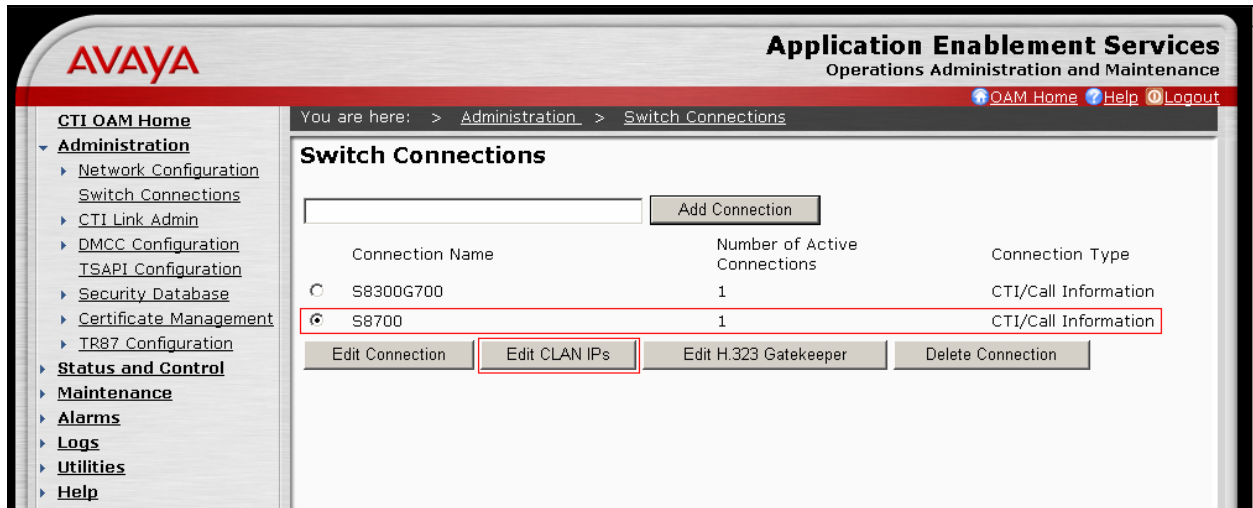 AVAYA
Application Enablement Services
Operations Administration and Maintenance
OAM Home ?Help Logout
CTI OAM Home
You are here: > Administration > Switch Connections
Administration
Network Configuration
Switch Connections
CTI Link Admin
DMCC Configuration
TSAPI Configuration
Security Database
Certificate Management
TR87 Configuration
Status and Control
Maintenance
Alarms
Logs
Utilities
Help
Switch Connections
Add Connection
Connection Name Number of Active Connections Connection Type
S8300G700 1 CTI/Call Information
S8700 1 CTI/Call Information
Edit Connection Edit CLAN IPs Edit H.323 Gatekeeper Delete Connection